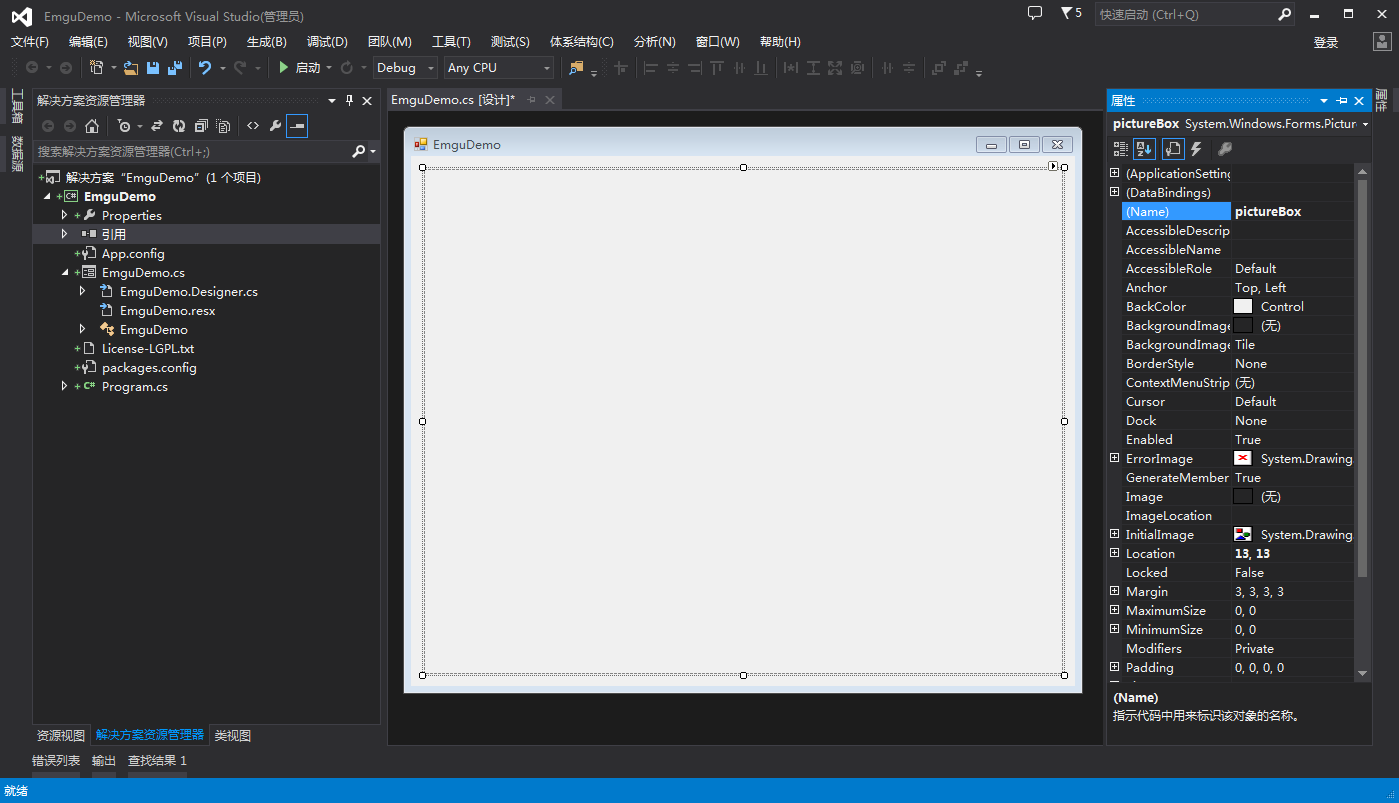 EmguDemo - Microsoft Visual Studio(管理员)
5
快速启动 (Ctrl+Q)
文件(F) 编辑(E) 视图(V) 项目(P) 生成(B) 调试(D) 团队(M) 工具(T) 测试(S) 体系结构(C) 分析(N) 窗口(W) 帮助(H)
登录
启动 Debug Any CPU
工具箱
数据源
解决方案资源管理器
搜索解决方案资源管理器(Ctrl+;)
解决方案 “EmguDemo” (1 个项目)
C# EmguDemo
Properties
引用
App.config
EmguDemo.cs
EmguDemo.Designer.cs
EmguDemo.resx
EmguDemo
License-LGPL.txt
packages.config
C# Program.cs
资源视图 解决方案资源管理器 类视图
错误列表 输出 查找结果 1
就绪
EmguDemo.cs [设计]*
EmguDemo
属性
属性
pictureBox System.Windows.Forms.Pictur
(ApplicationSetting
(DataBindings)
(Name) pictureBox
AccessibleDescrip
AccessibleName
AccessibleRole Default
Anchor Top, Left
BackColor Control
BackgroundImage (无)
BackgroundImage Tile
BorderStyle None
ContextMenuStrip (无)
Cursor Default
Dock None
Enabled True
ErrorImage System.Drawing
GenerateMember True
Image (无)
ImageLocation
InitialImage System.Drawing
Location 13, 13
Locked False
Margin 3, 3, 3, 3
MaximumSize 0, 0
MinimumSize 0, 0
Modifiers Private
Padding 0, 0, 0, 0
(Name)
指示代码中用来标识该对象的名称。